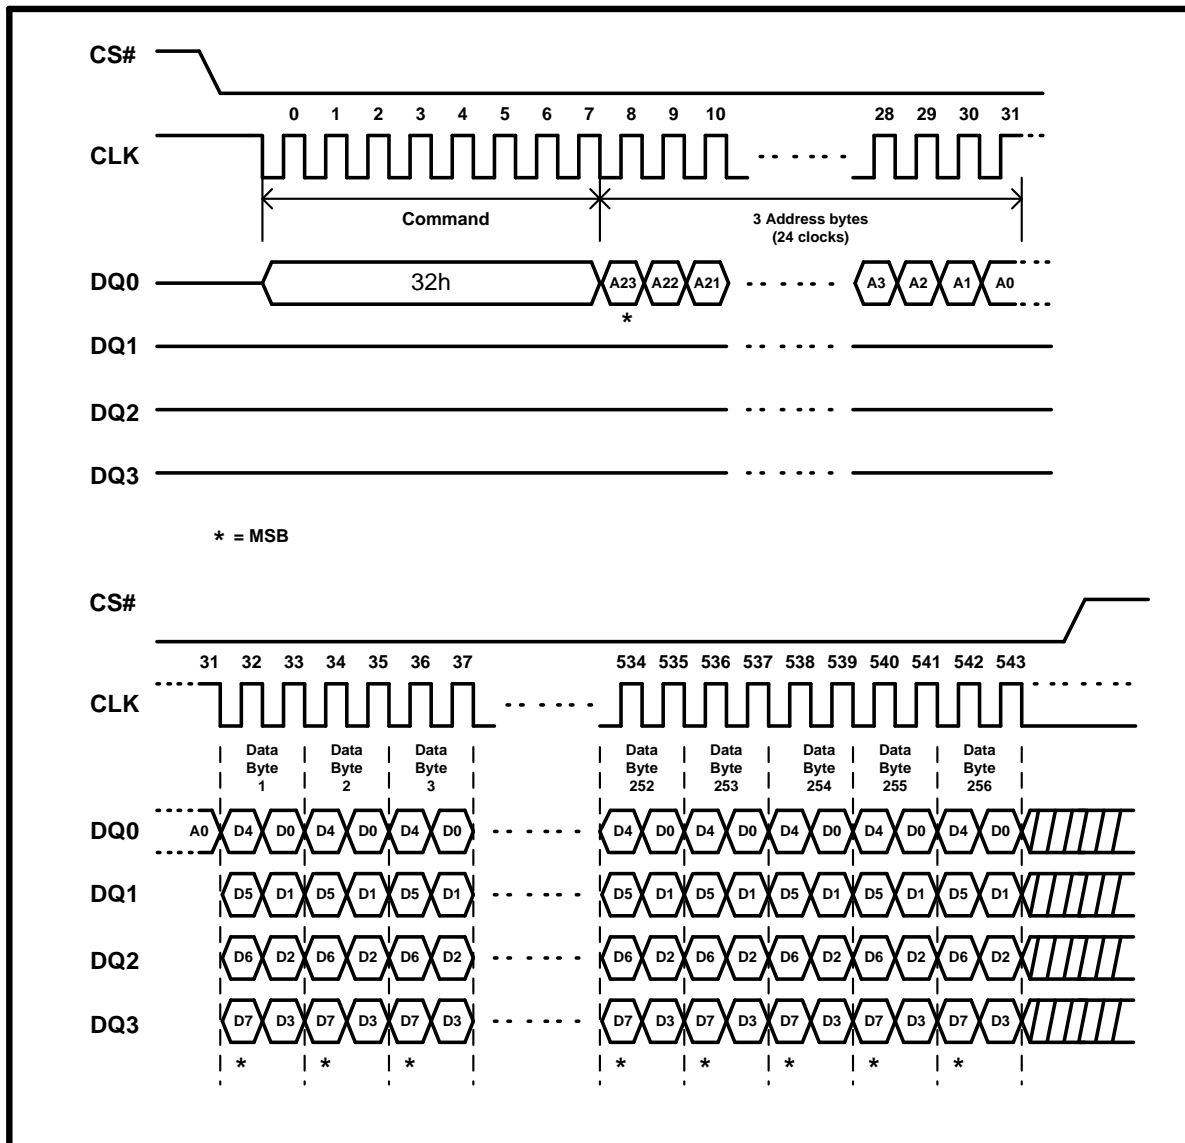 CS#
0 1 2 3 4 5 6 7 8 9 10 28 29 30 31
CLK
Command 3 Address bytes
(24 clocks)
DQ0 32h A23 A22 A21 A3 A2 A1 A0
*
DQ1
DQ2
DQ3
* = MSB
CS#
31 32 33 34 35 36 37 534 535 536 537 538 539 540 541 542 543
CLK
Data Data Data Data Data Data Data Data
Byte Byte Byte Byte Byte Byte Byte Byte
1 2 3 252 253 254 255 256
DQ0 A0 D4 D0 D4 D0 D4 D0 D4 D0 D4 D0 D4 D0 D4 D0 D4 D0
DQ1 D5 D1 D5 D1 D5 D1 D5 D1 D5 D1 D5 D1 D5 D1 D5 D1
DQ2 D6 D2 D6 D2 D6 D2 D6 D2 D6 D2 D6 D2 D6 D2 D6 D2
DQ3 D7 D3 D7 D3 D7 D3 D7 D3 D7 D3 D7 D3 D7 D3 D7 D3
* * * * * * * *